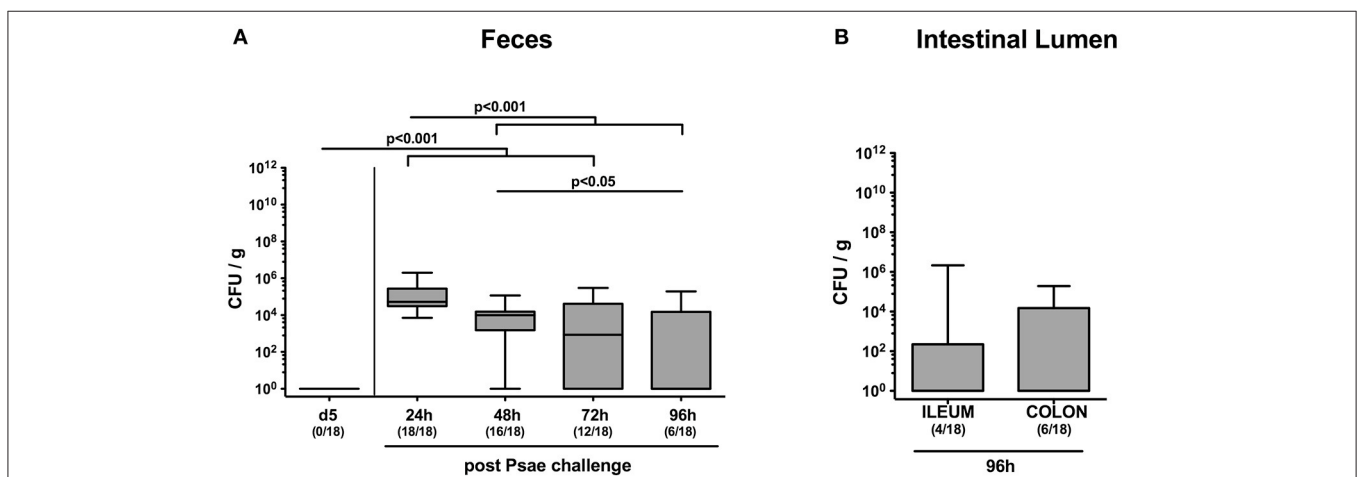 A Feces
p<0.001
p<0.001
p<0.05
CFU / g
10^12
10^10
10^8
10^6
10^4
10^2
10^0
d5 24h 48h 72h 96h
(0/18) (18/18) (16/18) (12/18) (6/18)
post Psae challenge
B Intestinal Lumen
CFU / g
10^12
10^10
10^8
10^6
10^4
10^2
10^0
ILEUM COLON
(4/18) (6/18)
96h